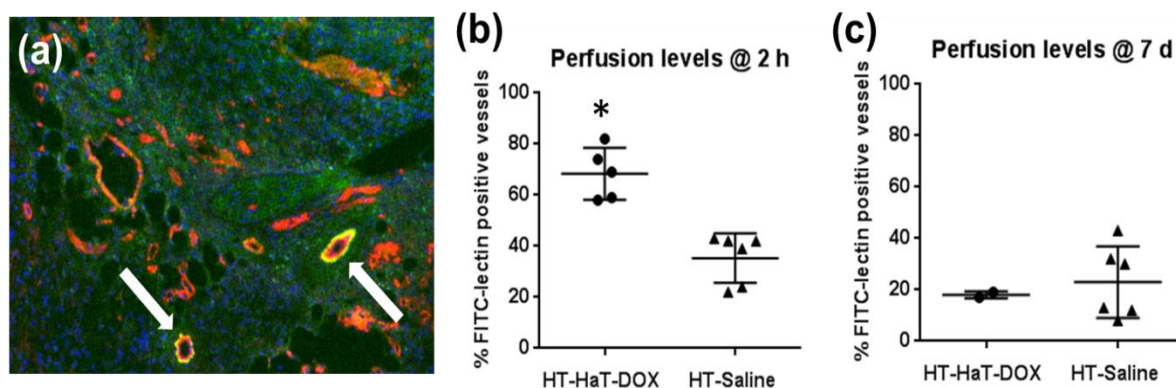 (a)
(b)
Perfusion levels @ 2 h
% FITC-lectin positive vessels
100
80
60
40
20
0
*
HT-HaT-DOX HT-Saline
(c)
Perfusion levels @ 7 d
% FITC-lectin positive vessels
100
80
60
40
20
0
HT-HaT-DOX HT-Saline